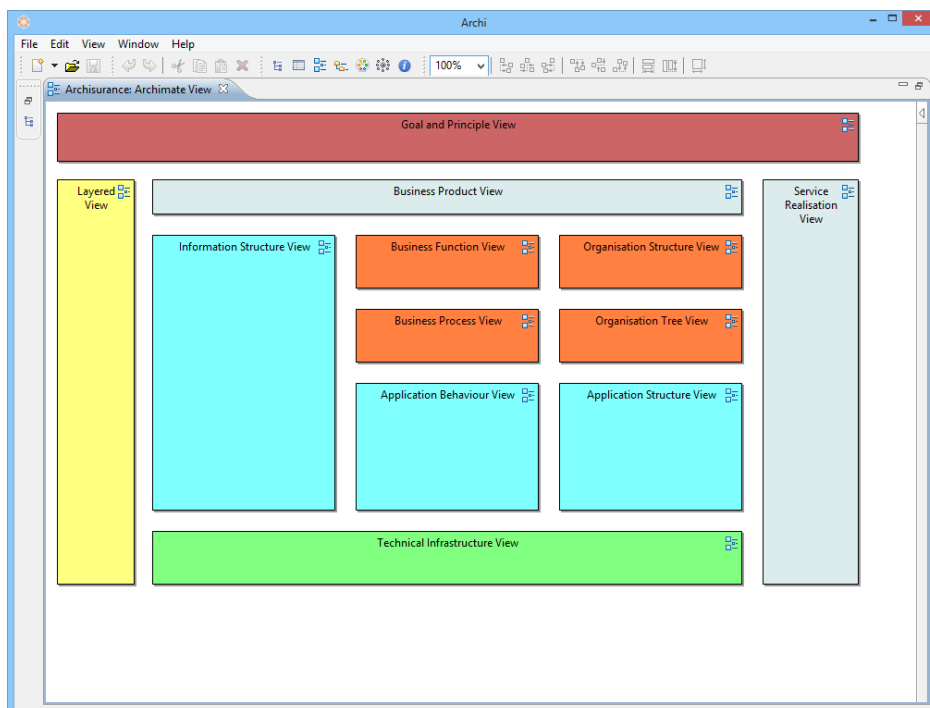 Archi
File Edit View Window Help
100%
Archisurance: Archimate View
Goal and Principle View
Layered
View
Business Product View
Service
Realisation
View
Information Structure View
Business Function View
Organisation Structure View
Business Process View
Organisation Tree View
Application Behaviour View
Application Structure View
Technical Infrastructure View